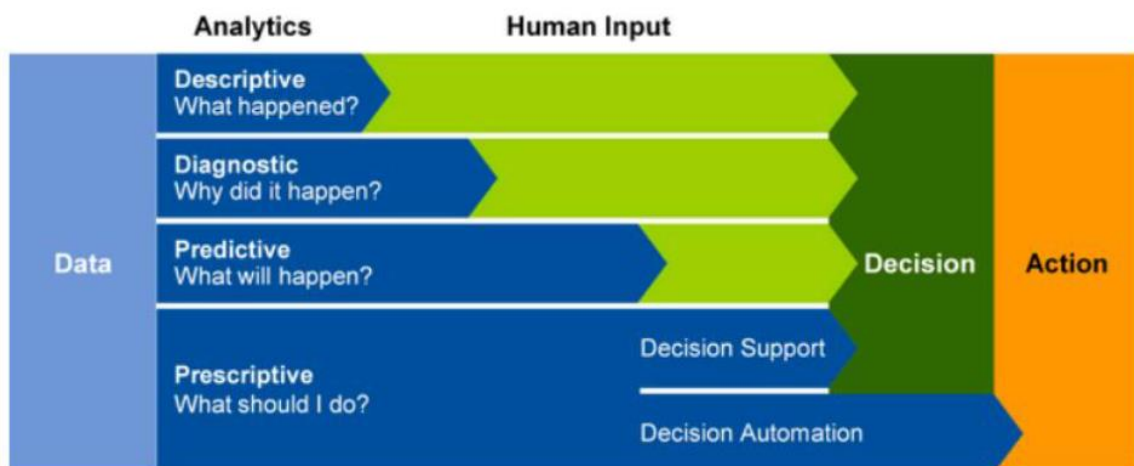 Analytics
Human Input
Descriptive
What happened?
Diagnostic
Why did it happen?
Predictive
What will happen?
Data
Decision
Action
Decision Support
Prescriptive
What should I do?
Decision Automation